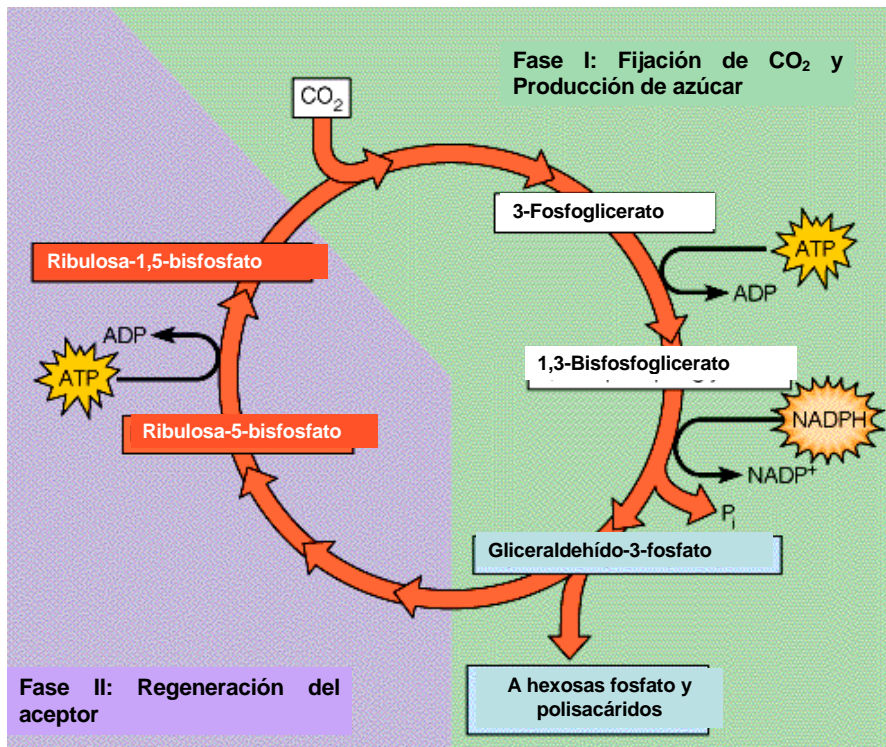 Fase I: Fijación de CO₂ y
Producción de azúcar
CO₂
3-Fosfoglicerato
Ribulosa-1,5-bisfosfato
ATP
ADP
ADP
ATP
1,3-Bisfosfoglicerato
Ribulosa-5-bisfosfato
NADPH
NADP⁺
Pᵢ
Gliceraldehído-3-fosfato
Fase II: Regeneración del
aceptor
A hexosas fosfato y
polisacáridos